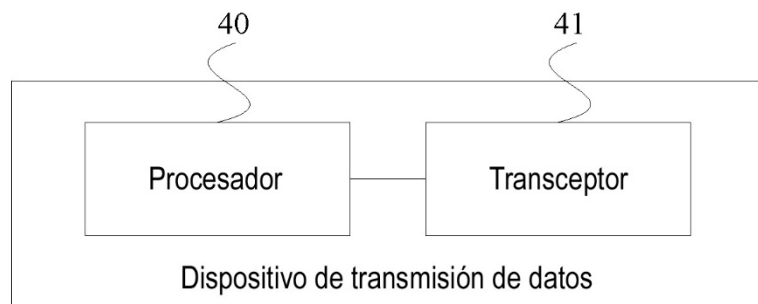 40 41
Procesador Transceptor
Dispositivo de transmisión de datos